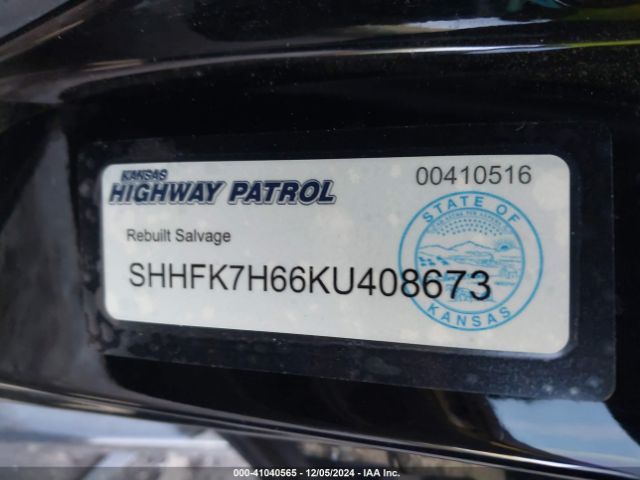 KANSAS
HIGHWAY PATROL
00410516
Rebuilt Salvage
SHHFK7H66KU408673
STATE OF
KANSAS
000-41040565 • 12/05/2024 - IAA Inc.